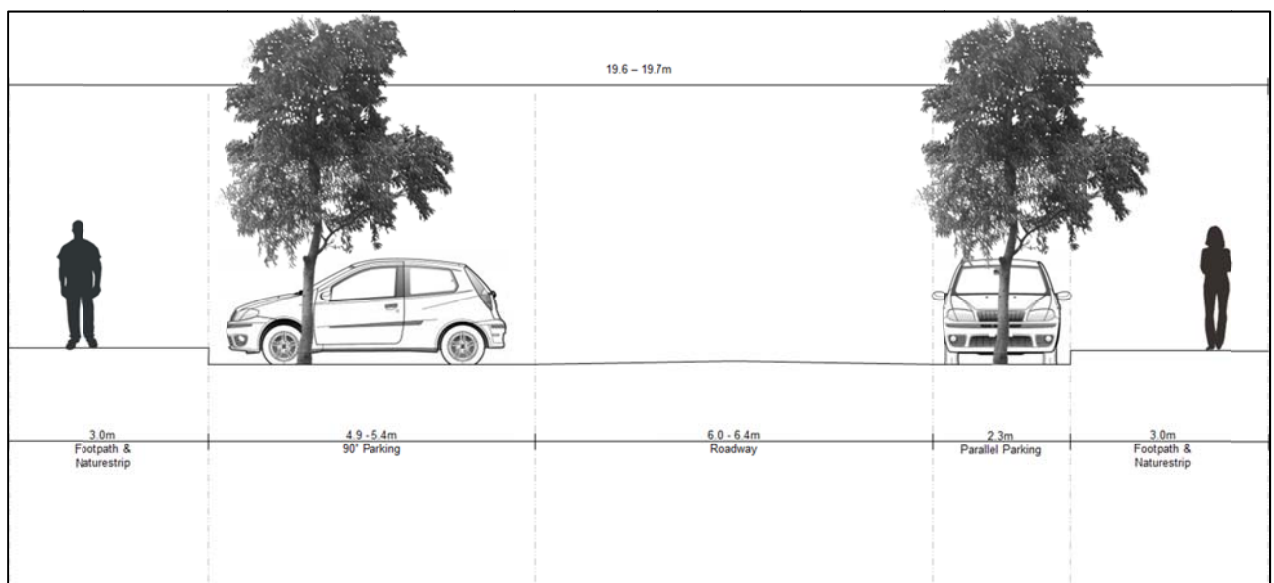 19.6 – 19.7m
3.0m
Footpath &
Naturestrip
4.9 - 5.4m
90° Parking
6.0 - 6.4m
Roadway
2.3m
Parallel Parking
3.0m
Footpath &
Naturestrip